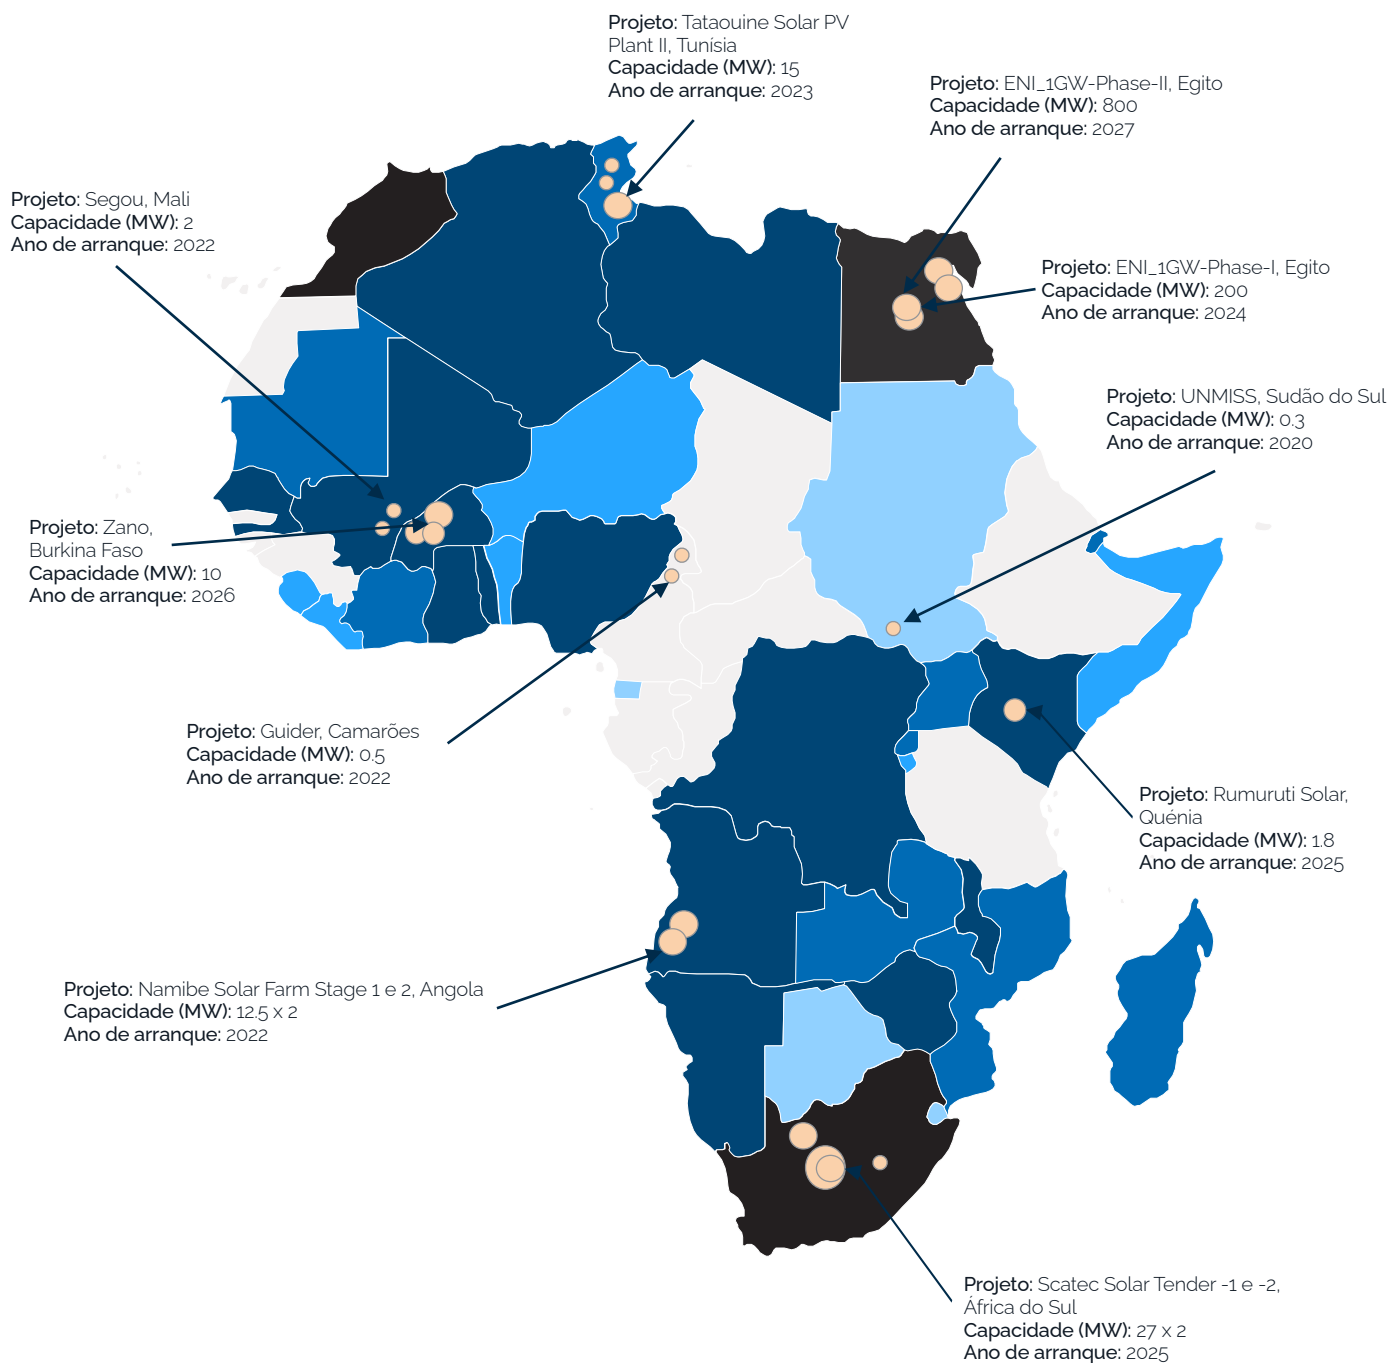 Projeto: Tataouine Solar PV
Plant II, Tunísia
Capacidade (MW): 15
Ano de arranque: 2023
Projeto: ENI_1GW-Phase-II, Egito
Capacidade (MW): 800
Ano de arranque: 2027
Projeto: Segou, Mali
Capacidade (MW): 2
Ano de arranque: 2022
Projeto: ENI_1GW-Phase-I, Egito
Capacidade (MW): 200
Ano de arranque: 2024
Projeto: UNMISS, Sudão do Sul
Capacidade (MW): 0.3
Ano de arranque: 2020
Projeto: Zano,
Burkina Faso
Capacidade (MW): 10
Ano de arranque: 2026
Projeto: Guider, Camarões
Capacidade (MW): 0.5
Ano de arranque: 2022
Projeto: Rumuruti Solar,
Quénia
Capacidade (MW): 1.8
Ano de arranque: 2025
Projeto: Namibe Solar Farm Stage 1 e 2, Angola
Capacidade (MW): 12.5 x 2
Ano de arranque: 2022
Projeto: Scatec Solar Tender -1 e -2,
África do Sul
Capacidade (MW): 27 x 2
Ano de arranque: 2025